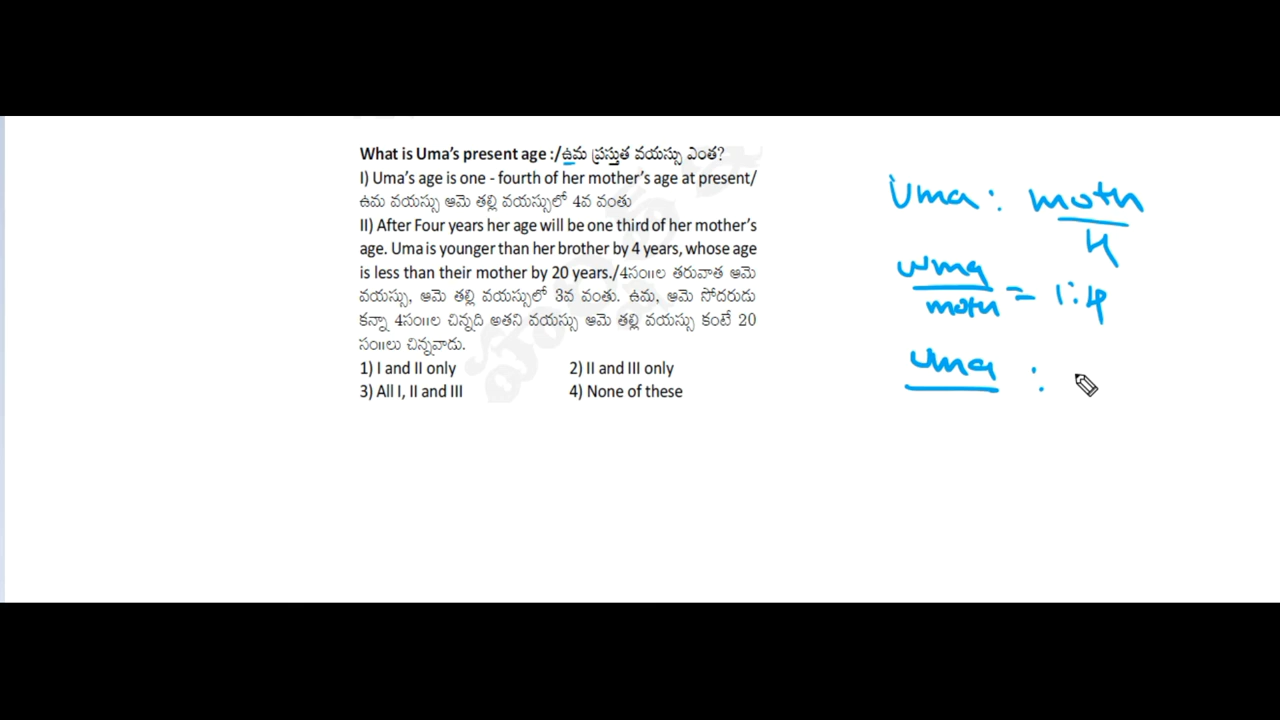 What is Uma's present age :/ఉమ ప్రస్తుత వయస్సు ఎంత?
I) Uma's age is one - fourth of her mother's age at present/
ఉమ వయస్సు ఆమె తల్లి వయస్సులో 4వ వంతు
II) After Four years her age will be one third of her mother's
age. Uma is younger than her brother by 4 years, whose age
is less than their mother by 20 years./4సంııల తరువాత ఆమె
వయస్సు, ఆమె తల్లి వయస్సులో 3వ వంతు. ఉమ, ఆమె సోదరుడు
కన్నా 4సంııల చిన్నది అతని వయస్సు ఆమె తల్లి వయస్సు కంటే 20
సంııలు చిన్నవాడు.
1) I and II only 2) II and III only
3) All I, II and III 4) None of these
Uma : moth
4
uma
moth = 1:4
uma :